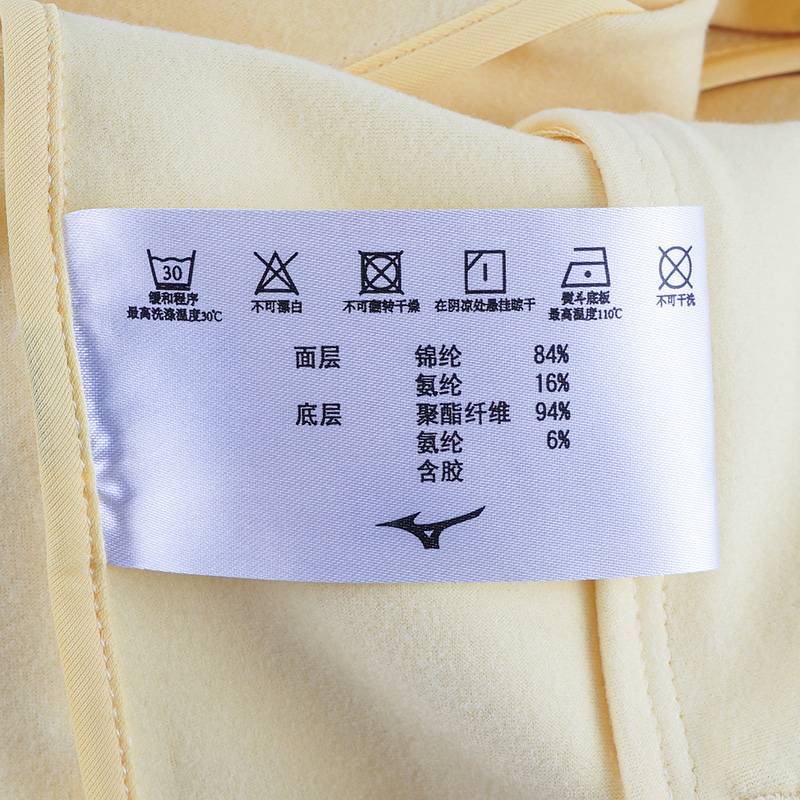 30
缓和程序
最高洗涤温度30℃
不可漂白
不可翻转干燥
在阴凉处悬挂晾干
熨斗底板
最高温度110℃
不可干洗
面层 锦纶 84%
氨纶 16%
底层 聚酯纤维 94%
氨纶 6%
含胶